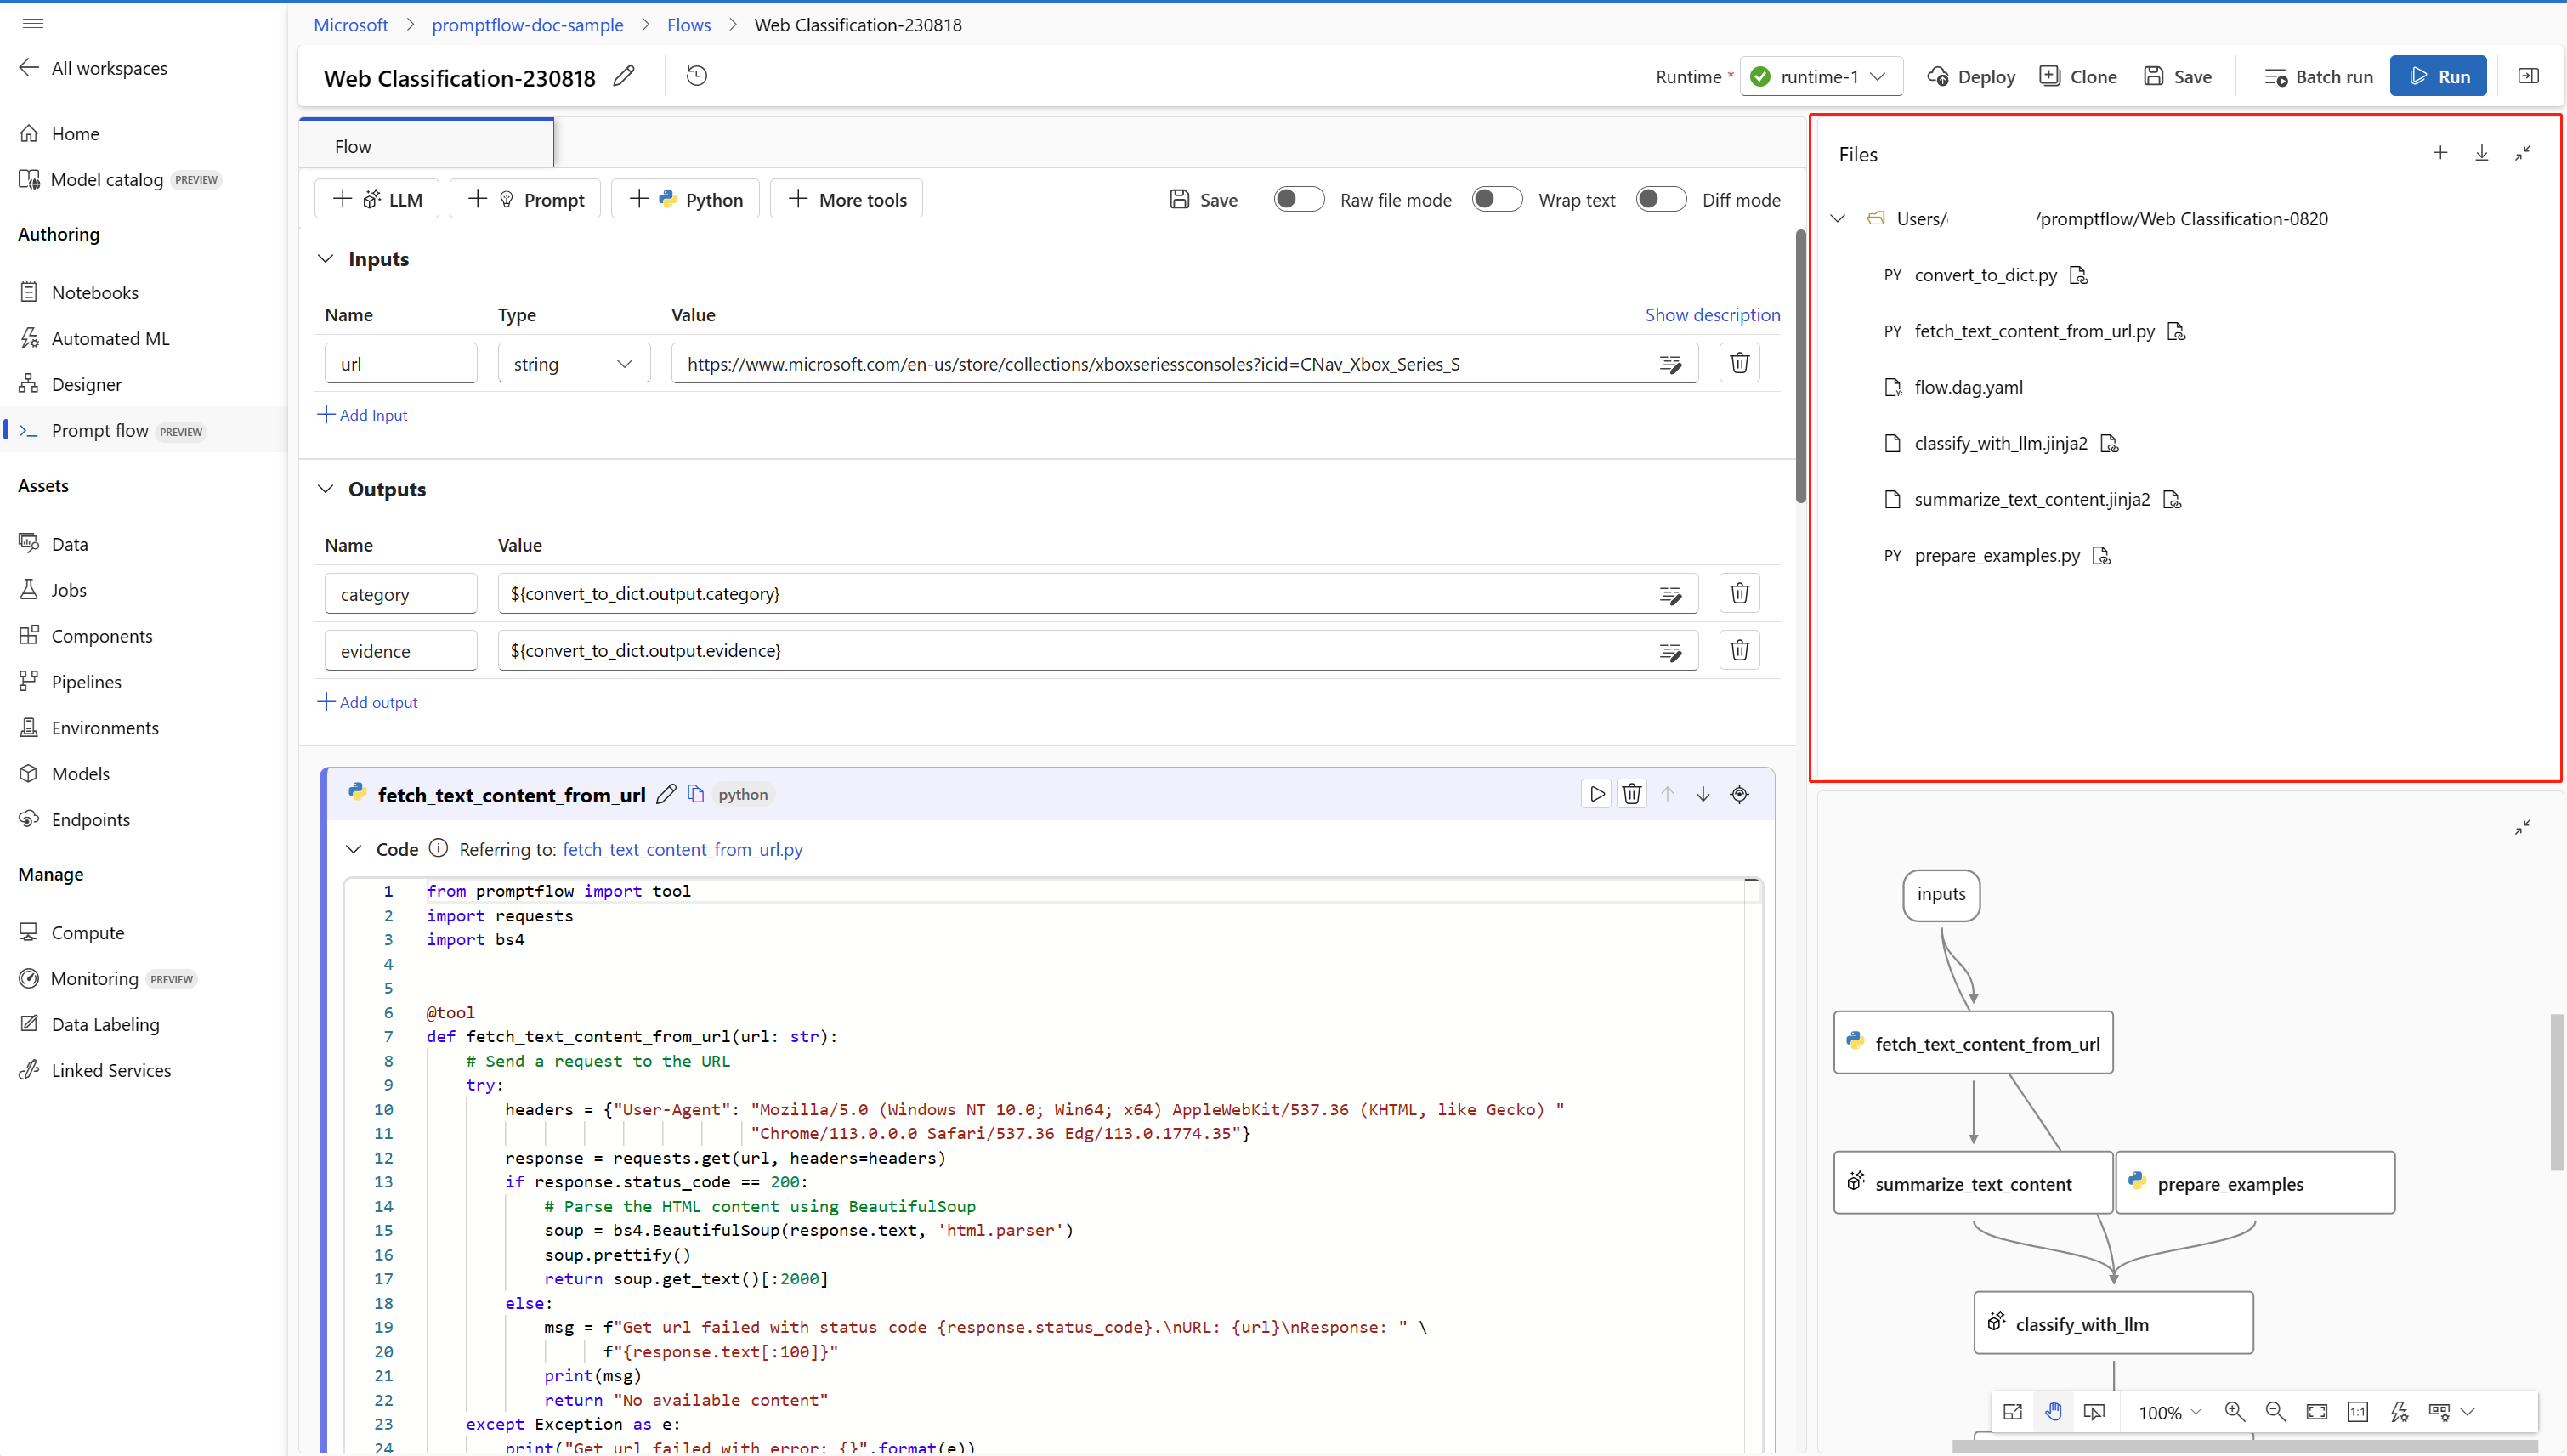 Microsoft > promptflow-doc-sample > Flows > Web Classification-230818
All workspaces
Home
Model catalog PREVIEW
Authoring
Notebooks
Automated ML
Designer
Prompt flow PREVIEW
Assets
Data
Jobs
Components
Pipelines
Environments
Models
Endpoints
Manage
Compute
Monitoring PREVIEW
Data Labeling
Linked Services
Web Classification-230818
Runtime * runtime-1 Deploy Clone Save Batch run Run
Flow
LLM Prompt Python More tools Save Raw file mode Wrap text Diff mode
Inputs
Name Type Value Show description
url string https://www.microsoft.com/en-us/store/collections/xboxseriessconsoles?icid=CNav_Xbox_Series_S
Add Input
Outputs
Name Value
category ${convert_to_dict.output.category}
evidence ${convert_to_dict.output.evidence}
Add output
fetch_text_content_from_url python
Code Referring to: fetch_text_content_from_url.py
1 from promptflow import tool
2 import requests
3 import bs4
4
5
6 @tool
7 def fetch_text_content_from_url(url: str):
8 # Send a request to the URL
9 try:
10 headers = {"User-Agent": "Mozilla/5.0 (Windows NT 10.0; Win64; x64) AppleWebKit/537.36 (KHTML, like Gecko) "
11 "Chrome/113.0.0.0 Safari/537.36 Edg/113.0.1774.35"}
12 response = requests.get(url, headers=headers)
13 if response.status_code == 200:
14 # Parse the HTML content using BeautifulSoup
15 soup = bs4.BeautifulSoup(response.text, 'html.parser')
16 soup.prettify()
17 return soup.get_text()[:2000]
18 else:
19 msg = f"Get url failed with status code {response.status_code}.\nURL: {url}\nResponse: " \
20 f"{response.text[:100]}"
21 print(msg)
22 return "No available content"
23 except Exception as e:
24 print("Get url failed with error: {}".format(e))
Files
Users/ /promptflow/Web Classification-0820
PY convert_to_dict.py
PY fetch_text_content_from_url.py
flow.dag.yaml
classify_with_llm.jinja2
summarize_text_content.jinja2
PY prepare_examples.py
inputs
fetch_text_content_from_url
summarize_text_content
prepare_examples
classify_with_llm
100% 1:1